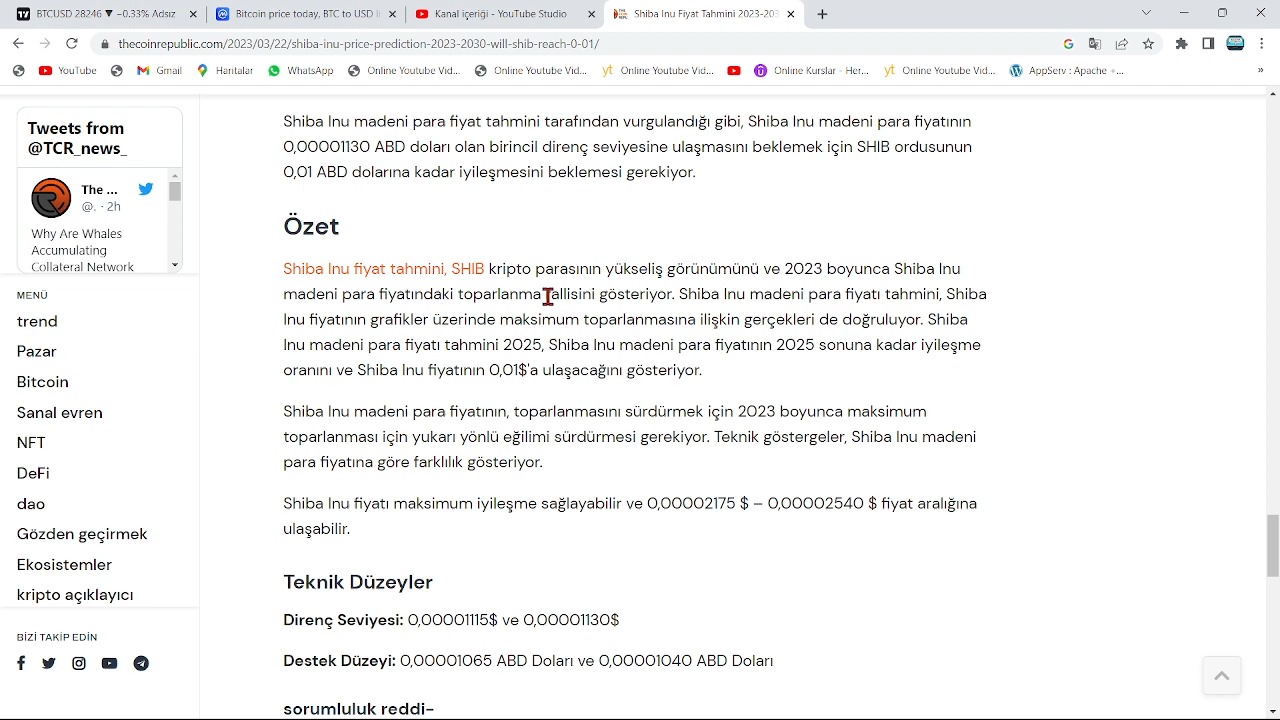 BTCUSD 28246 ▼ −0.33% Adsız
Bitcoin price today, BTC to USD li
Kanal içeriği - YouTube Studio
Shiba Inu Fiyat Tahmini 2023-203
thecoinrepublic.com/2023/03/22/shiba-inu-price-prediction-2023-2030-will-shib-reach-0-01/
YouTube
Gmail
Haritalar
WhatsApp
Online Youtube Vid...
Online Youtube Vid...
Online Youtube Vid...
Online Kurslar - Her...
Online Youtube Vid...
AppServ : Apache +...
»
Tweets from
@TCR_news_
The ...
@. · 2h
Why Are Whales
Accumulating
Collateral Network
MENÜ
trend
Pazar
Bitcoin
Sanal evren
NFT
DeFi
dao
Gözden geçirmek
Ekosistemler
kripto açıklayıcı
BİZİ TAKİP EDİN
Shiba Inu madeni para fiyat tahmini tarafından vurgulandığı gibi, Shiba Inu madeni para fiyatının
0,00001130 ABD doları olan birincil direnç seviyesine ulaşmasını beklemek için SHIB ordusunun
0,01 ABD dolarına kadar iyileşmesini beklemesi gerekiyor.
Özet
Shiba Inu fiyat tahmini, SHIB kripto parasının yükseliş görünümünü ve 2023 boyunca Shiba Inu
madeni para fiyatındaki toparlanma rallisini gösteriyor. Shiba Inu madeni para fiyatı tahmini, Shiba
Inu fiyatının grafikler üzerinde maksimum toparlanmasına ilişkin gerçekleri de doğruluyor. Shiba
Inu madeni para fiyatı tahmini 2025, Shiba Inu madeni para fiyatının 2025 sonuna kadar iyileşme
oranını ve Shiba Inu fiyatının 0,01$'a ulaşacağını gösteriyor.
Shiba Inu madeni para fiyatının, toparlanmasını sürdürmek için 2023 boyunca maksimum
toparlanması için yukarı yönlü eğilimi sürdürmesi gerekiyor. Teknik göstergeler, Shiba Inu madeni
para fiyatına göre farklılık gösteriyor.
Shiba Inu fiyatı maksimum iyileşme sağlayabilir ve 0,00002175 $ – 0,00002540 $ fiyat aralığına
ulaşabilir.
Teknik Düzeyler
Direnç Seviyesi: 0,00001115$ ve 0,00001130$
Destek Düzeyi: 0,00001065 ABD Doları ve 0,00001040 ABD Doları
sorumluluk reddi-